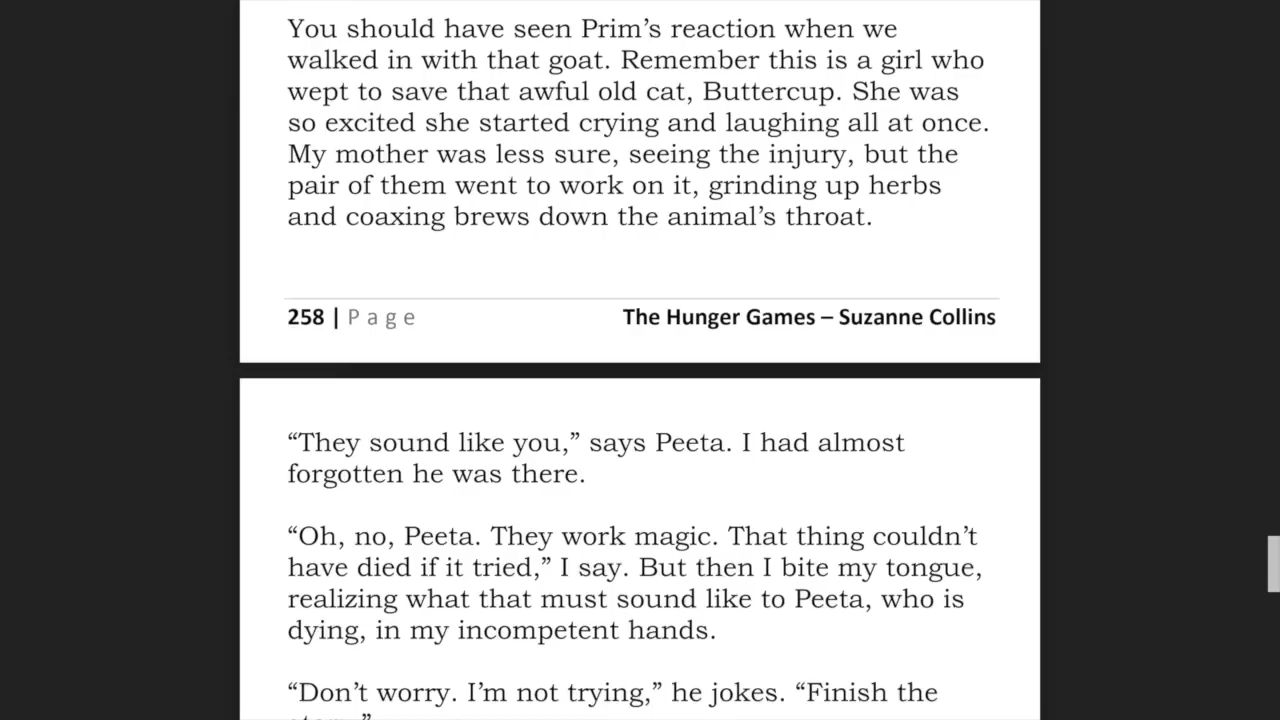 You should have seen Prim’s reaction when we
walked in with that goat. Remember this is a girl who
wept to save that awful old cat, Buttercup. She was
so excited she started crying and laughing all at once.
My mother was less sure, seeing the injury, but the
pair of them went to work on it, grinding up herbs
and coaxing brews down the animal’s throat.
258 | Page The Hunger Games – Suzanne Collins
“They sound like you,” says Peeta. I had almost
forgotten he was there.
“Oh, no, Peeta. They work magic. That thing couldn’t
have died if it tried,” I say. But then I bite my tongue,
realizing what that must sound like to Peeta, who is
dying, in my incompetent hands.
“Don’t worry. I’m not trying,” he jokes. “Finish the